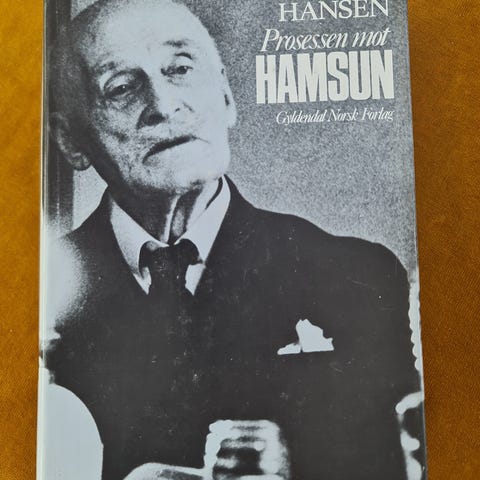 HANSEN
Prosessen mot
HAMSUN
Gyldendal Norsk Forlag